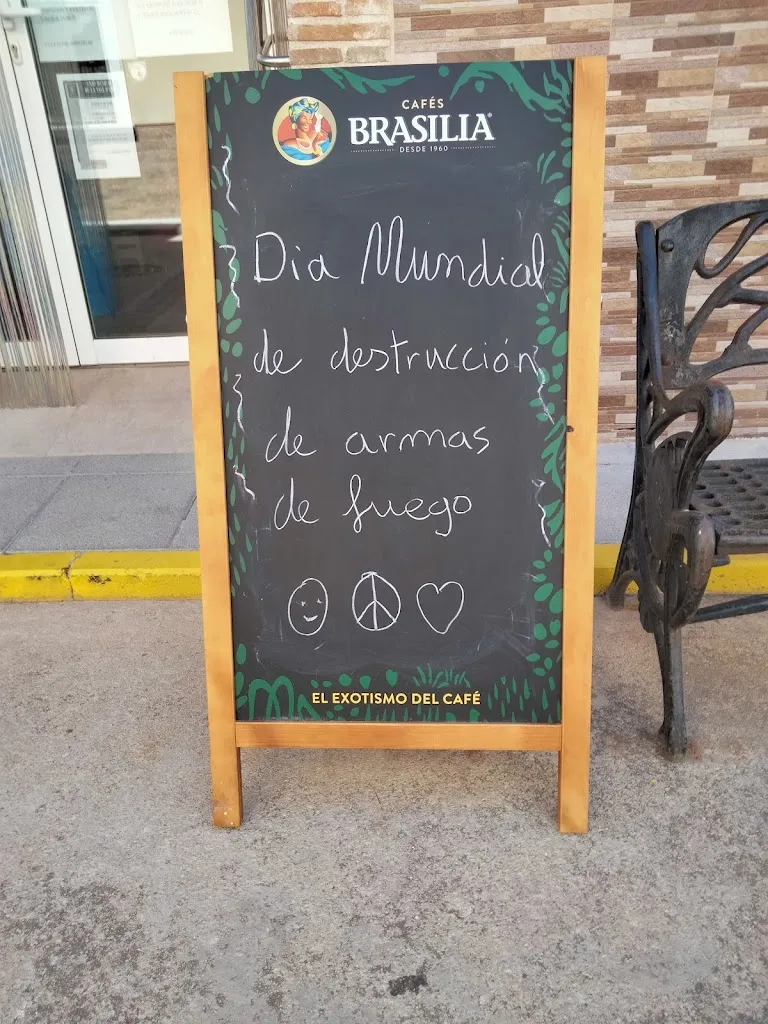 CAFÉS
BRASILIA
DESDE 1960
Dia Mundial
de destrucción
de armas
de fuego
EL EXOTISMO DEL CAFÉ